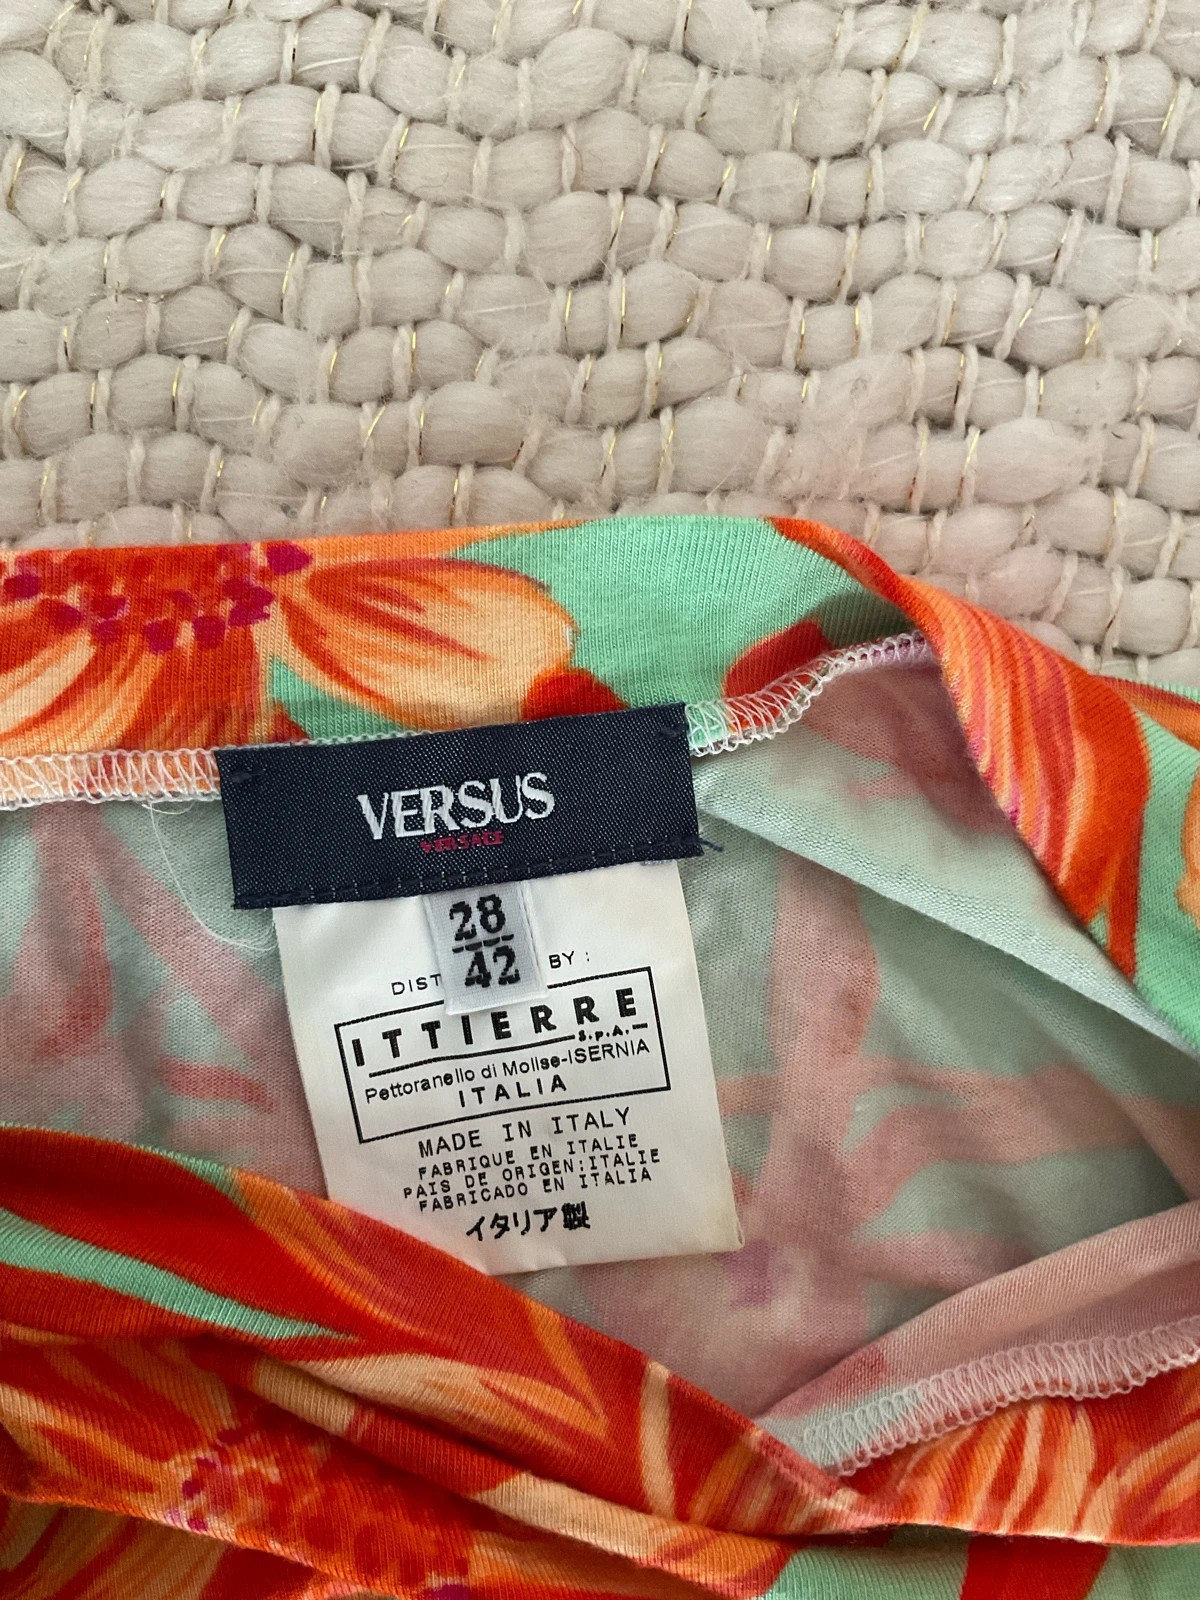 VERSUS
VERSACE
28
42
DIST BY :
ITTIERRE
S.P.A.
Pettoranello di Molise-ISERNIA
ITALIA
MADE IN ITALY
FABRIQUE EN ITALIE
PAIS DE ORIGEN:ITALIE
FABRICADO EN ITALIA
イタリア製